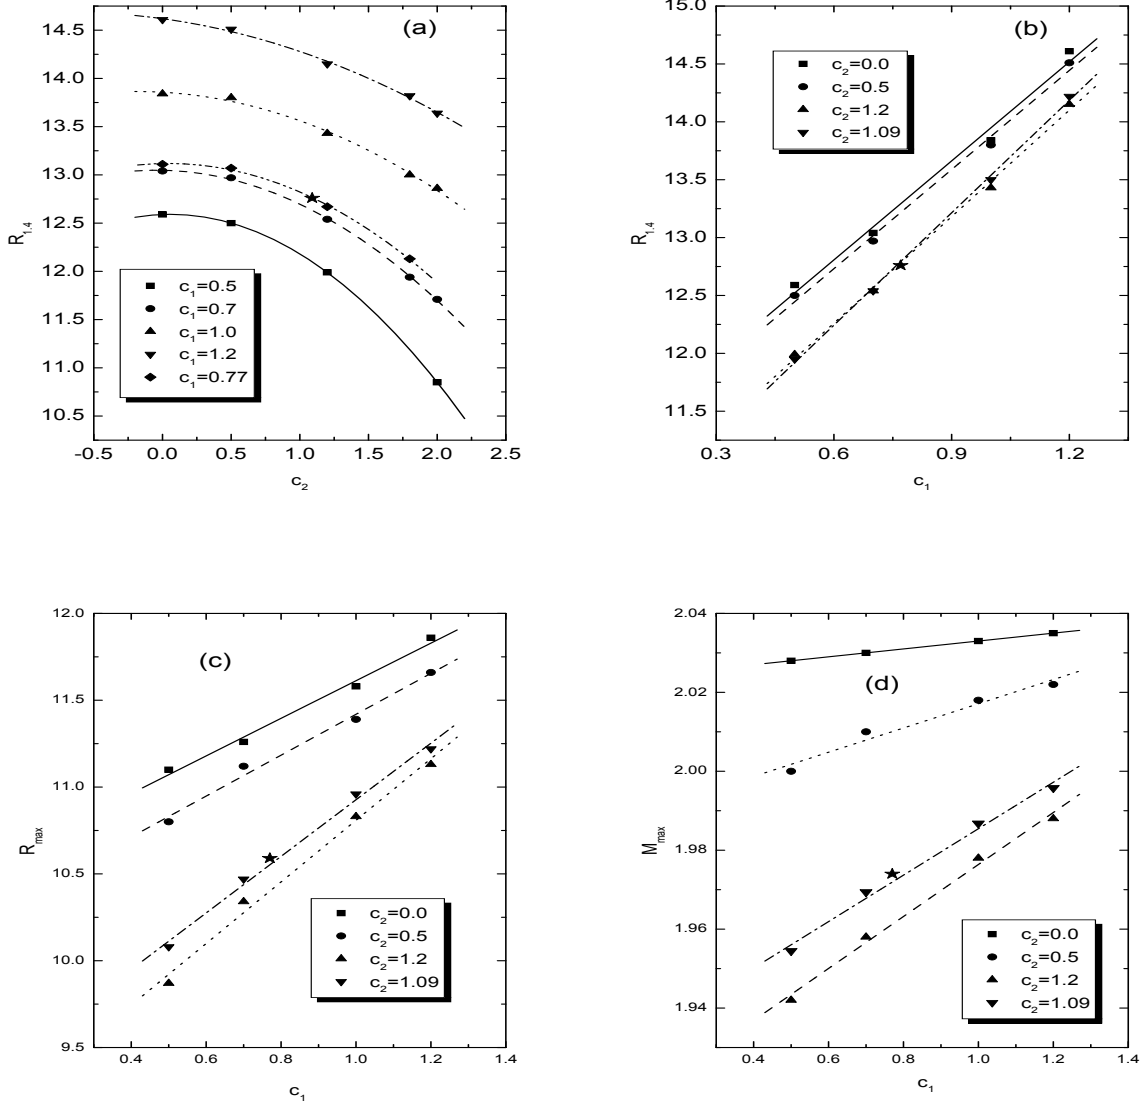 (a)
14.5
14.0
13.5
13.0
12.5
12.0
11.5
11.0
10.5
R1.4
c1=0.5
c1=0.7
c1=1.0
c1=1.2
c1=0.77
-0.5 0.0 0.5 1.0 1.5 2.0 2.5
c2
(b)
15.0
14.5
14.0
13.5
13.0
12.5
12.0
11.5
R1.4
c2=0.0
c2=0.5
c2=1.2
c2=1.09
0.3 0.6 0.9 1.2
c1
(c)
12.0
11.5
11.0
10.5
10.0
9.5
Rmax
c2=0.0
c2=0.5
c2=1.2
c2=1.09
0.4 0.6 0.8 1.0 1.2 1.4
c1
(d)
2.04
2.02
2.00
1.98
1.96
1.94
Mmax
c2=0.0
c2=0.5
c2=1.2
c2=1.09
0.4 0.6 0.8 1.0 1.2 1.4
c1